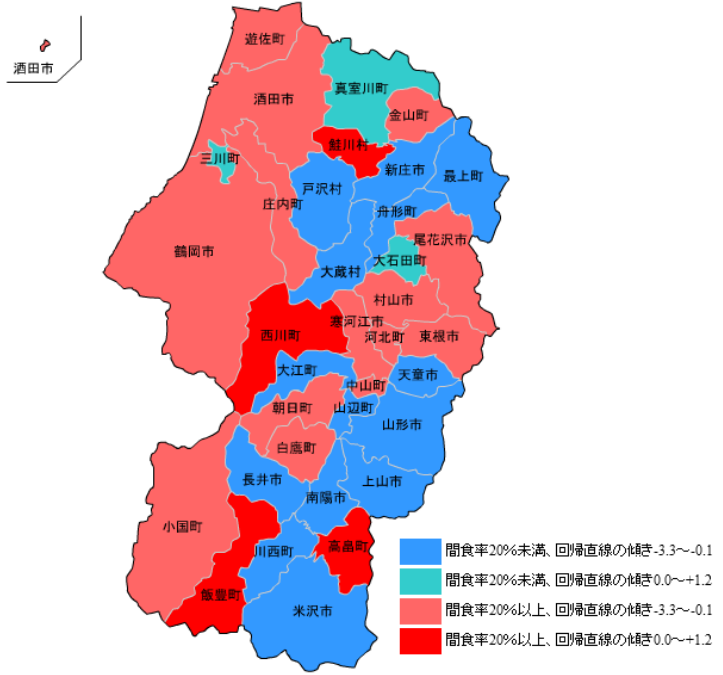 酒田市
遊佐町
真室川町
酒田市
金山町
鮭川村
三川町
新庄市
最上町
戸沢村
庄内町
舟形町
尾花沢市
鶴岡市
大石田町
大蔵村
村山市
寒河江市
西川町
河北町
東根市
大江町
天童市
中山町
朝日町
山辺町
山形市
白鷹町
長井市
上山市
南陽市
小国町
川西町
高畠町
飯豊町
米沢市
間食率20%未満、回帰直線の傾き-3.3～-0.1
間食率20%未満、回帰直線の傾き0.0～+1.2
間食率20%以上、回帰直線の傾き-3.3～-0.1
間食率20%以上、回帰直線の傾き0.0～+1.2